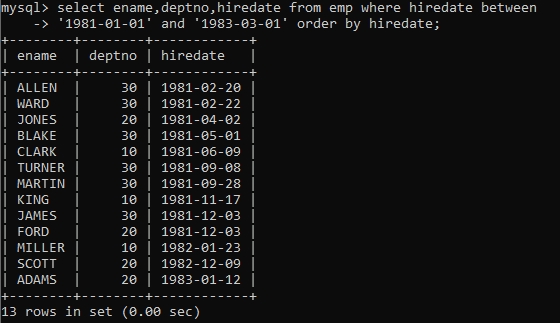 mysql> select ename,deptno,hiredate from emp where hiredate between
    -> '1981-01-01' and '1983-03-01' order by hiredate;
+--------+--------+------------+
| ename  | deptno | hiredate   |
+--------+--------+------------+
| ALLEN  |     30 | 1981-02-20 |
| WARD   |     30 | 1981-02-22 |
| JONES  |     20 | 1981-04-02 |
| BLAKE  |     30 | 1981-05-01 |
| CLARK  |     10 | 1981-06-09 |
| TURNER |     30 | 1981-09-08 |
| MARTIN |     30 | 1981-09-28 |
| KING   |     10 | 1981-11-17 |
| JAMES  |     30 | 1981-12-03 |
| FORD   |     20 | 1981-12-03 |
| MILLER |     10 | 1982-01-23 |
| SCOTT  |     20 | 1982-12-09 |
| ADAMS  |     20 | 1983-01-12 |
+--------+--------+------------+
13 rows in set (0.00 sec)